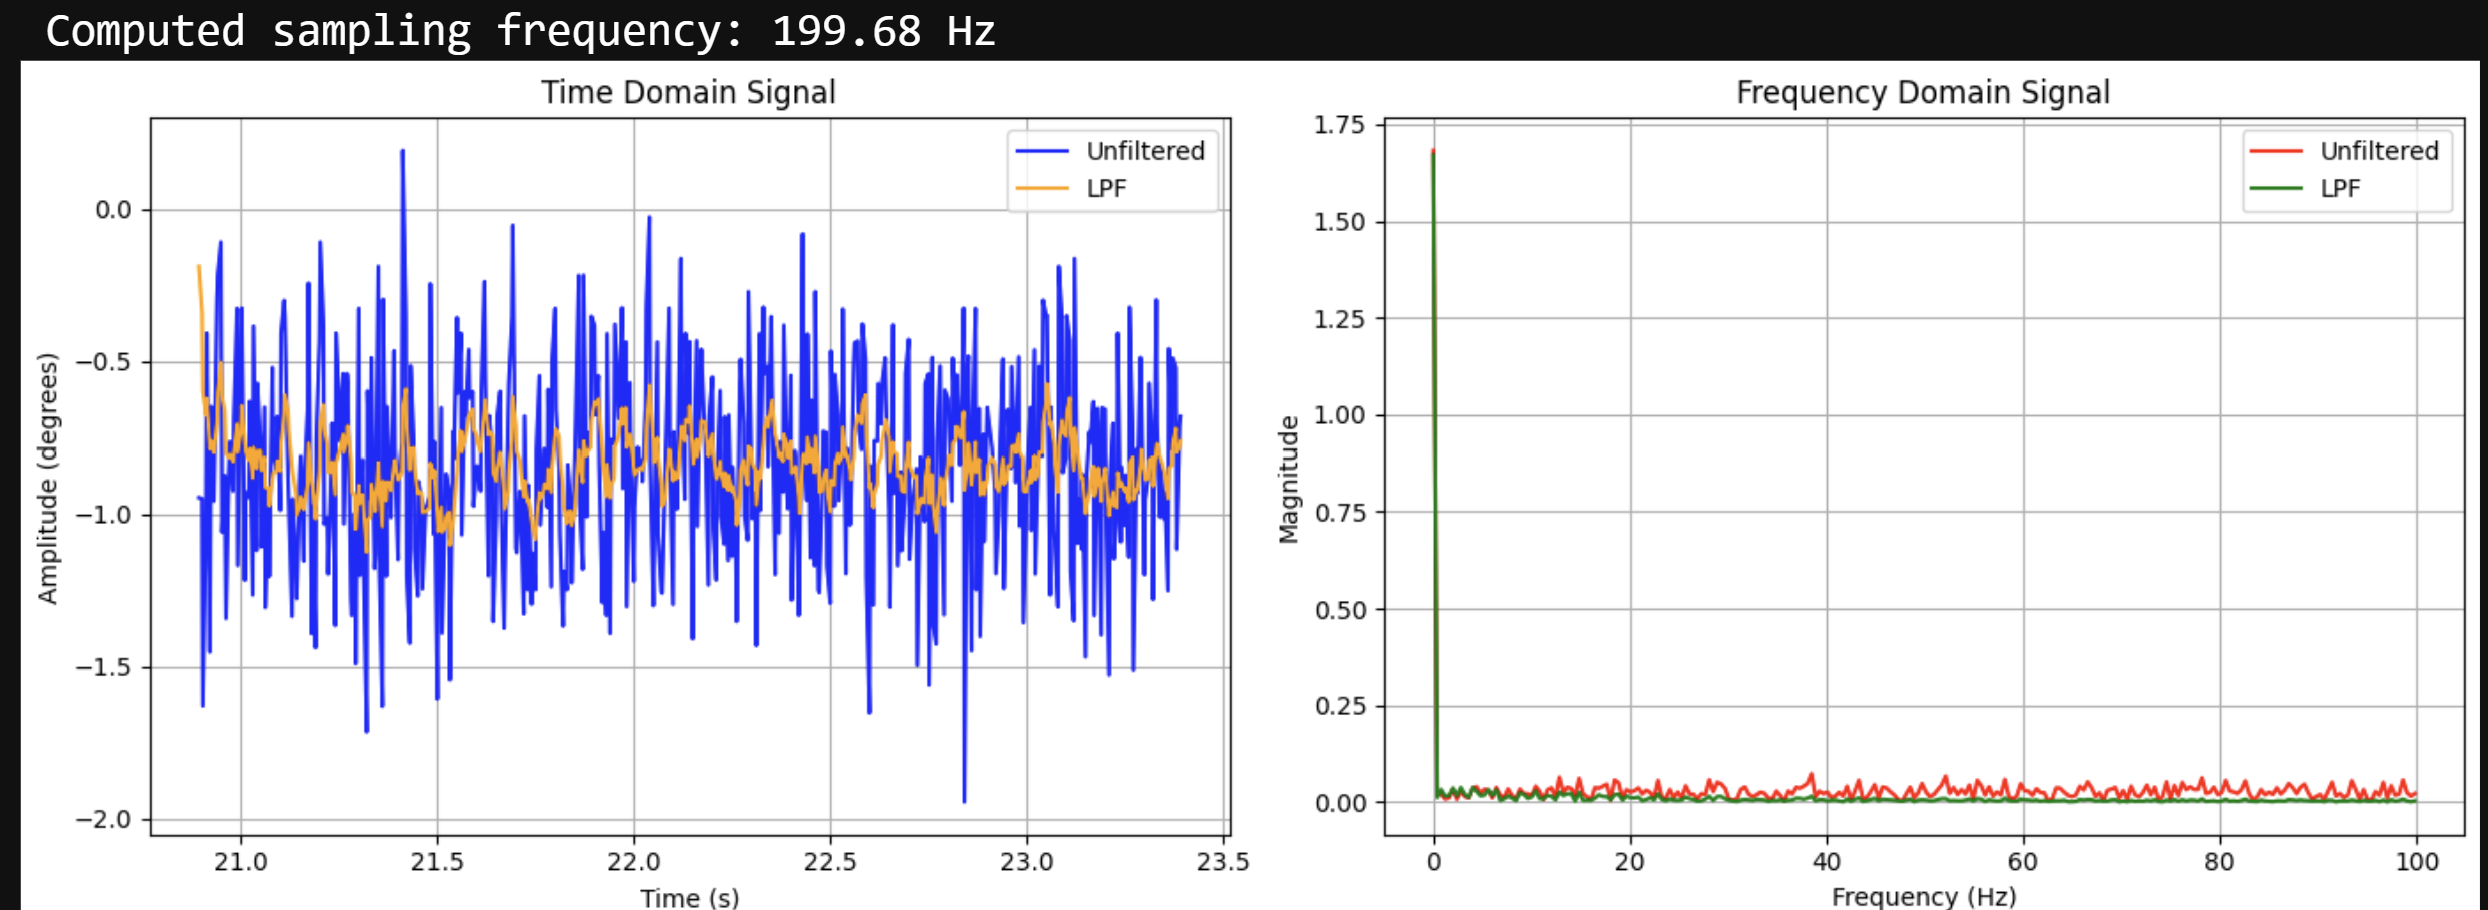 Computed sampling frequency: 199.68 Hz
Time Domain Signal
Unfiltered
LPF
0.0
−0.5
−1.0
−1.5
−2.0
Amplitude (degrees)
21.0 21.5 22.0 22.5 23.0 23.5
Time (s)
Frequency Domain Signal
Unfiltered
LPF
1.75
1.50
1.25
1.00
0.75
0.50
0.25
0.00
Magnitude
0 20 40 60 80 100
Frequency (Hz)